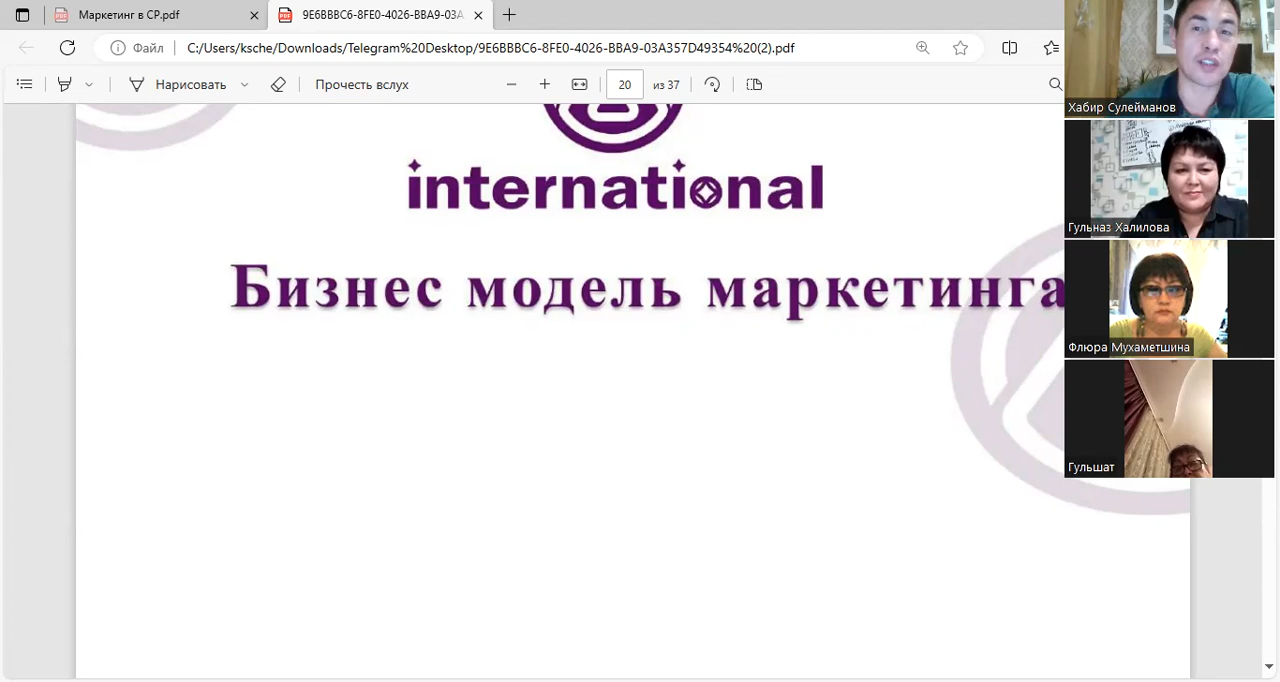 Маркетинг в СР.pdf
9E6BBBC6-8FE0-4026-BBA9-03A
Файл
C:/Users/ksche/Downloads/Telegram%20Desktop/9E6BBBC6-8FE0-4026-BBA9-03A357D49334%20(2).pdf
Нарисовать
Прочесть вслух
20
из 37
international
Бизнес модель маркетинга
Хабир Сулейманов
Гульназ Халилова
Флюра Мухаметшина
Гульшат